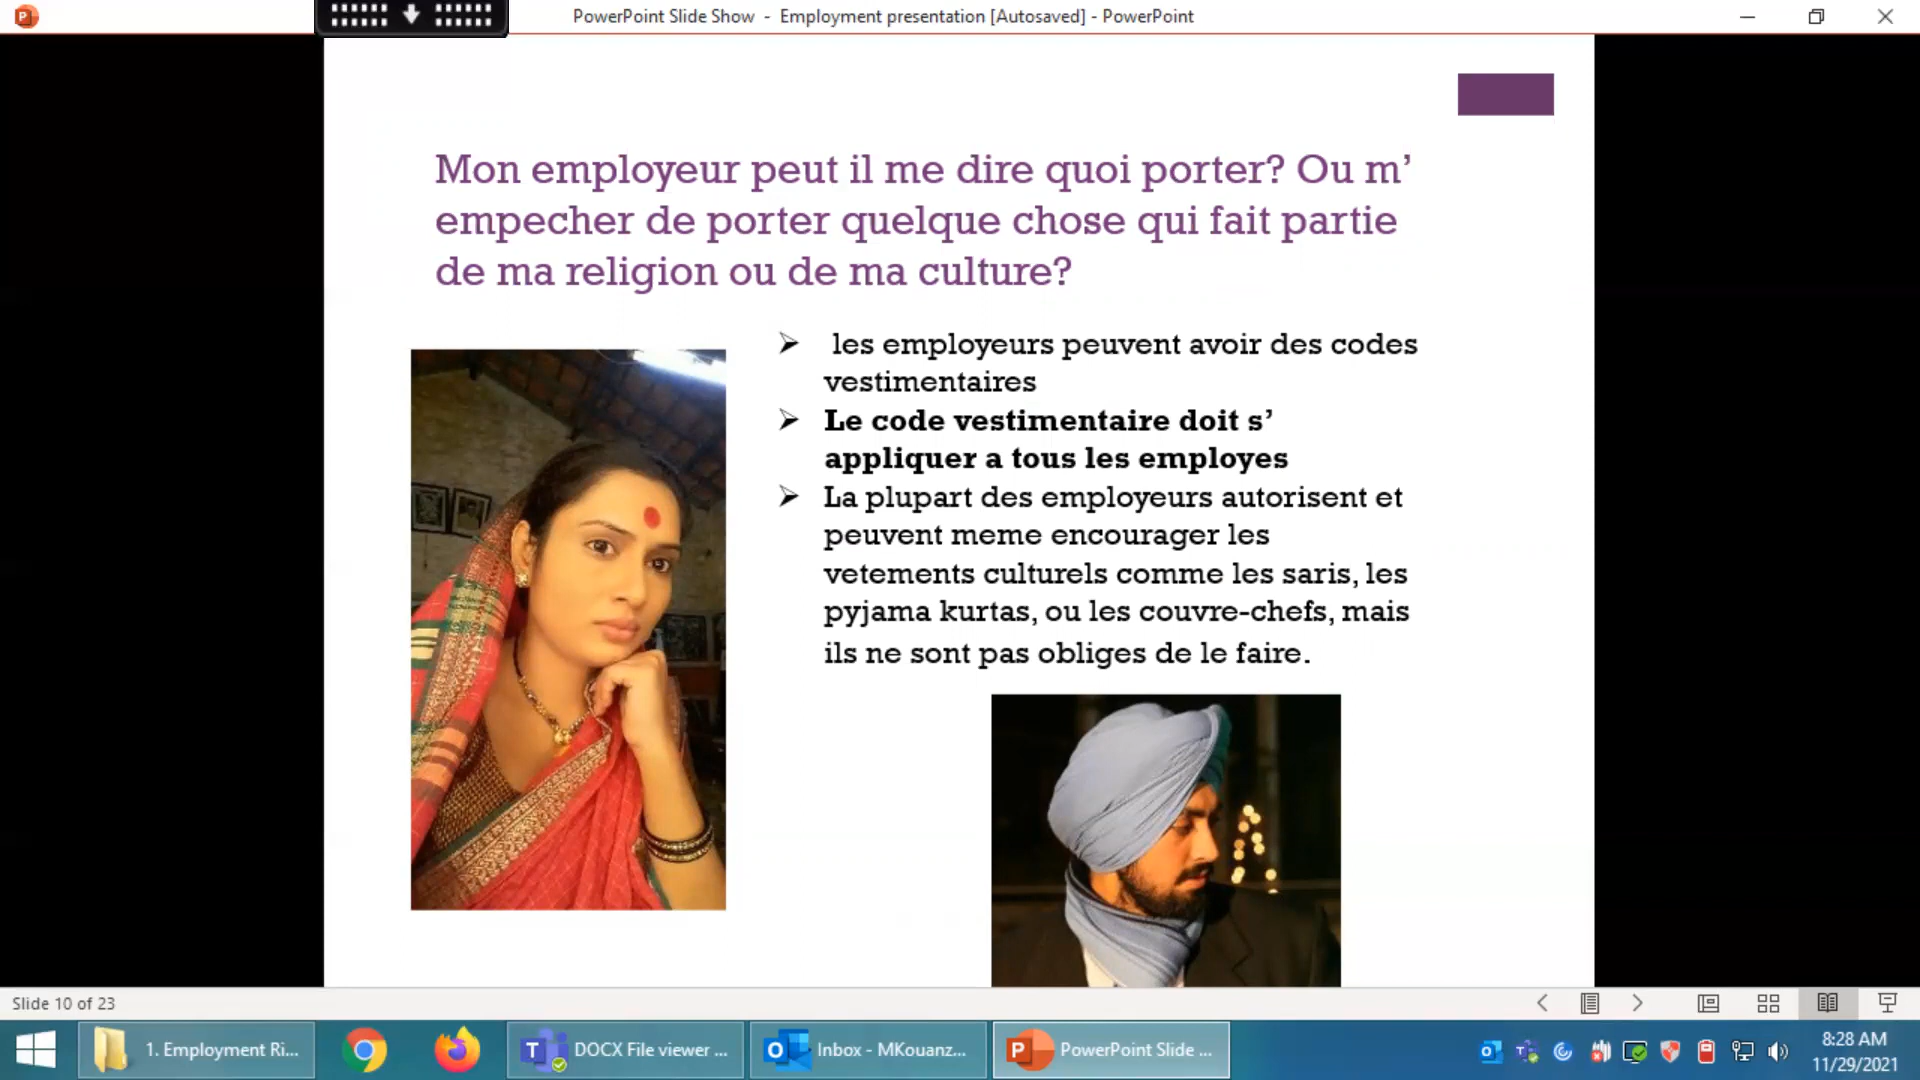 PowerPoint Slide Show - Employment presentation [Autosaved] - PowerPoint
Mon employeur peut il me dire quoi porter? Ou m’
empecher de porter quelque chose qui fait partie
de ma religion ou de ma culture?
les employeurs peuvent avoir des codes
vestimentaires
Le code vestimentaire doit s’
appliquer a tous les employes
La plupart des employeurs autorisent et
peuvent meme encourager les
vetements culturels comme les saris, les
pyjama kurtas, ou les couvre-chefs, mais
ils ne sont pas obliges de le faire.
Slide 10 of 23
1. Employment Ri...
DOCX File viewer ...
Inbox - MKouanz...
PowerPoint Slide ...
8:28 AM
11/29/2021